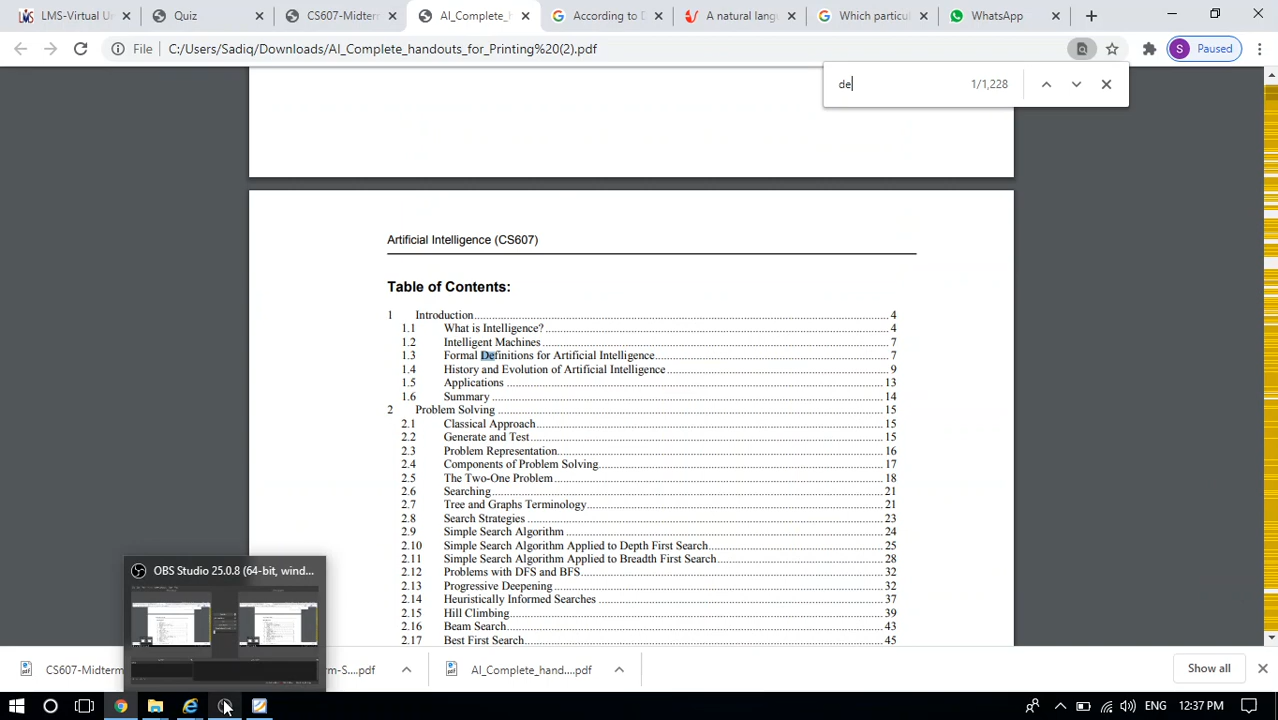 LMS-Virtual U
Quiz
CS607-Midterm
AI_Complete_h
According to D
A natural lang
Which particul
WhatsApp
File
C:/Users/Sadiq/Downloads/AI_Complete_handouts_for_Printing%20(2).pdf
S Paused
de 1/1,228
Artificial Intelligence (CS607)
Table of Contents:
1 Introduction 4
1.1 What is Intelligence? 4
1.2 Intelligent Machines 7
1.3 Formal Definitions for Artificial Intelligence 7
1.4 History and Evolution of Artificial Intelligence 9
1.5 Applications 13
1.6 Summary 14
2 Problem Solving 15
2.1 Classical Approach 15
2.2 Generate and Test 15
2.3 Problem Representation 16
2.4 Components of Problem Solving 17
2.5 The Two-One Problem 18
2.6 Searching 21
2.7 Tree and Graphs Terminology 21
2.8 Search Strategies 23
2.9 Simple Search Algorithm 24
2.10 Simple Search Algorithm Applied to Depth First Search 25
2.11 Simple Search Algorithm Applied to Breadth First Search 28
2.12 Problems with DFS and BFS 32
2.13 Progressive Deepening 32
2.14 Heuristically Informed Searches 37
2.15 Hill Climbing 39
2.16 Beam Search 43
2.17 Best First Search 45
OBS Studio 25.0.8 (64-bit, wind...
CS607-Midterm
rm-S....pdf
AI_Complete_hand....pdf
Show all
ENG 12:37 PM